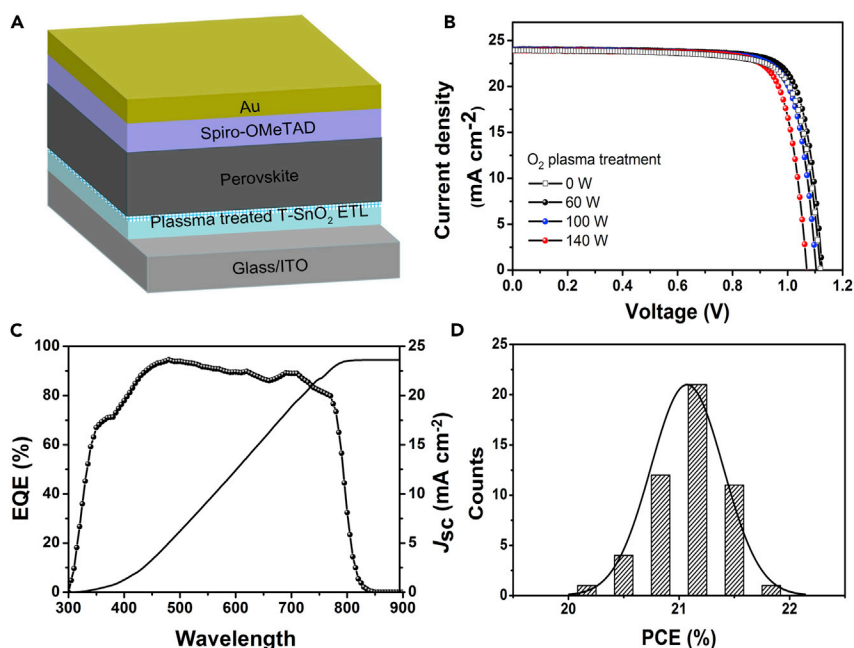 A
Au
Spiro-OMeTAD
Perovskite
Plassma treated T-SnO₂ ETL
Glass/ITO
B
25
20
15
10
5
0
0.0 0.2 0.4 0.6 0.8 1.0 1.2
Current density
(mA cm⁻²)
Voltage (V)
O₂ plasma treatment
0 W
60 W
100 W
140 W
C
100
80
60
40
20
0
25
20
15
10
5
0
300 400 500 600 700 800 900
EQE (%)
Jsc (mA cm⁻²)
Wavelength
D
25
20
15
10
5
0
20 21 22
Counts
PCE (%)